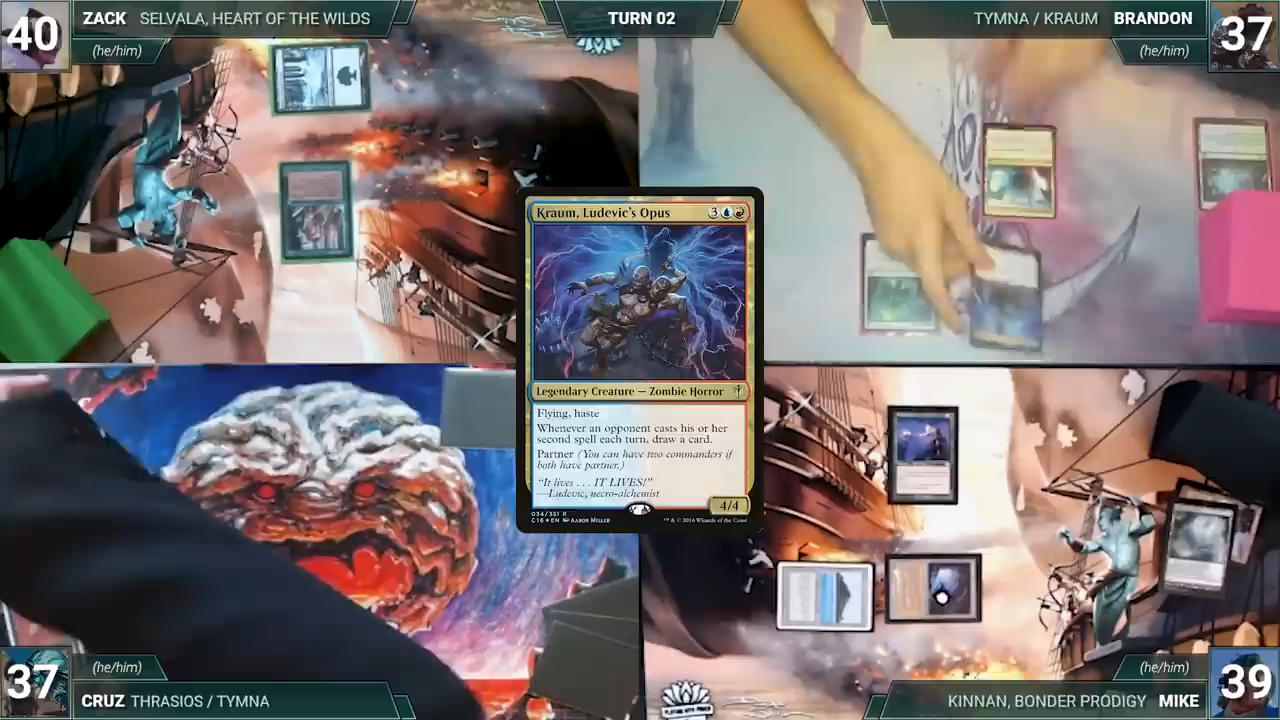 40
ZACK SELVALA, HEART OF THE WILDS
(he/him)
TURN 02
TYMNA / KRAUM BRANDON
(he/him)
37
Kraum, Ludevic's Opus 3
Legendary Creature — Zombie Horror
Flying, haste
Whenever an opponent casts his or her
second spell each turn, draw a card.
Partner (You can have two commanders if
both have partner.)
"It lives . . . IT LIVES!"
—Ludevic, necro-alchemist
4/4
034/351 R
C16 EN AARON MILLER
™ & © 2016 Wizards of the Coast
37
(he/him)
CRUZ THRASIOS / TYMNA
(he/him)
KINNAN, BONDER PRODIGY MIKE
39
PLAYING WITH POWER